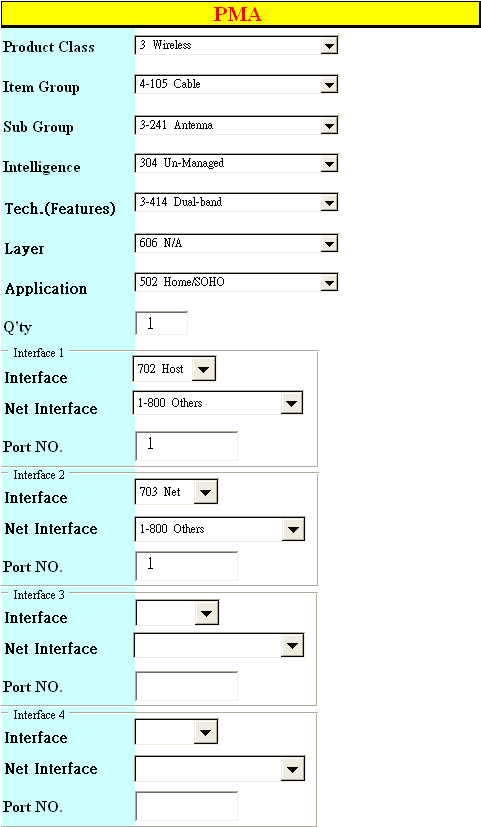 PMA
Product Class 3 Wireless
Item Group 4-105 Cable
Sub Group 3-241 Antenna
Intelligence 304 Un-Managed
Tech.(Features) 3-414 Dual-band
Layer 606 N/A
Application 502 Home/SOHO
Q'ty 1
Interface 1
Interface 702 Host
Net Interface 1-800 Others
Port NO. 1
Interface 2
Interface 703 Net
Net Interface 1-800 Others
Port NO. 1
Interface 3
Interface
Net Interface
Port NO.
Interface 4
Interface
Net Interface
Port NO.